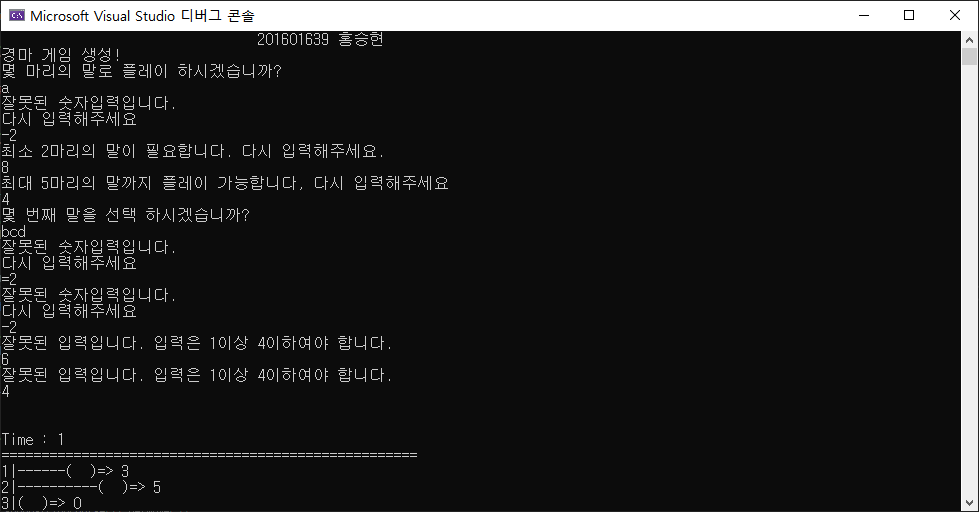 Microsoft Visual Studio 디버그 콘솔
201601639 홍승현
경마 게임 생성!
몇 마리의 말로 플레이 하시겠습니까?
a
잘못된 숫자입력입니다.
다시 입력해주세요
-2
최소 2마리의 말이 필요합니다. 다시 입력해주세요.
8
최대 5마리의 말까지 플레이 가능합니다, 다시 입력해주세요
4
몇 번째 말을 선택 하시겠습니까?
bcd
잘못된 숫자입력입니다.
다시 입력해주세요
=2
잘못된 숫자입력입니다.
다시 입력해주세요
-2
잘못된 입력입니다. 입력은 1이상 4이하여야 합니다.
6
잘못된 입력입니다. 입력은 1이상 4이하여야 합니다.
4
Time : 1
====================================================
1|------(  )=> 3
2|----------(  )=> 5
3|(  )=> 0